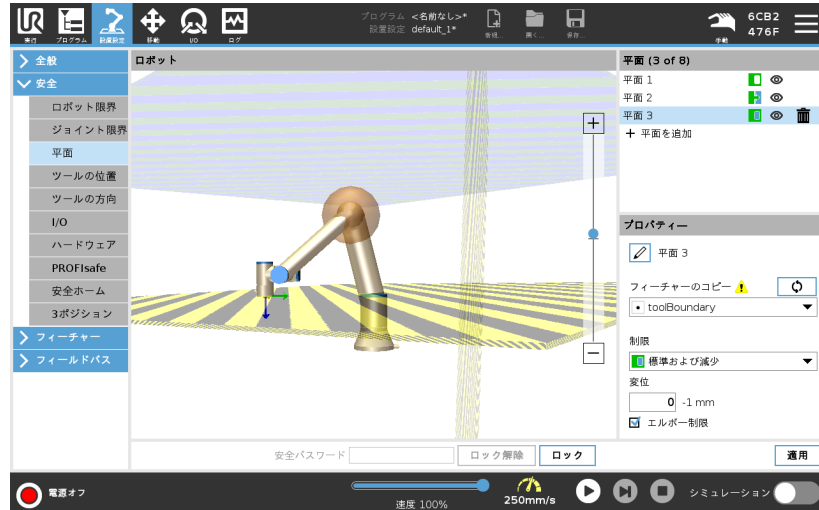 UR
プログラム <名前なし>*
設置設定 default_1*
新規...
開く...
保存...
6CB2
476F
実行
プログラム
設置設定
移動
I/O
ログ
手動
全般
安全
ロボット限界
ジョイント限界
平面
ツールの位置
ツールの方向
I/O
ハードウェア
PROFIsafe
安全ホーム
3ポジション
フィーチャー
フィールドバス
ロボット
平面 (3 of 8)
平面 1
平面 2
平面 3
平面を追加
プロパティー
平面 3
フィーチャーのコピー
toolBoundary
制限
標準および減少
変位
0 -1 mm
エルボー制限
安全パスワード
ロック解除
ロック
適用
電源オフ
速度 100%
250mm/s
シミュレーション